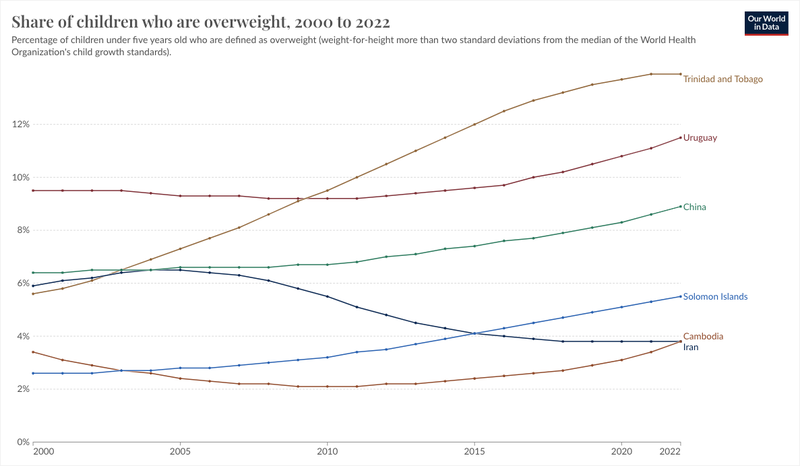 Share of children who are overweight, 2000 to 2022
Our World
in Data
Percentage of children under five years old who are defined as overweight (weight-for-height more than two standard deviations from the median of the World Health
Organization's child growth standards).
Trinidad and Tobago
12%
Uruguay
10%
China
8%
6%
Solomon Islands
4%
Cambodia
Iran
2%
0%
2000 2005 2010 2015 2020 2022